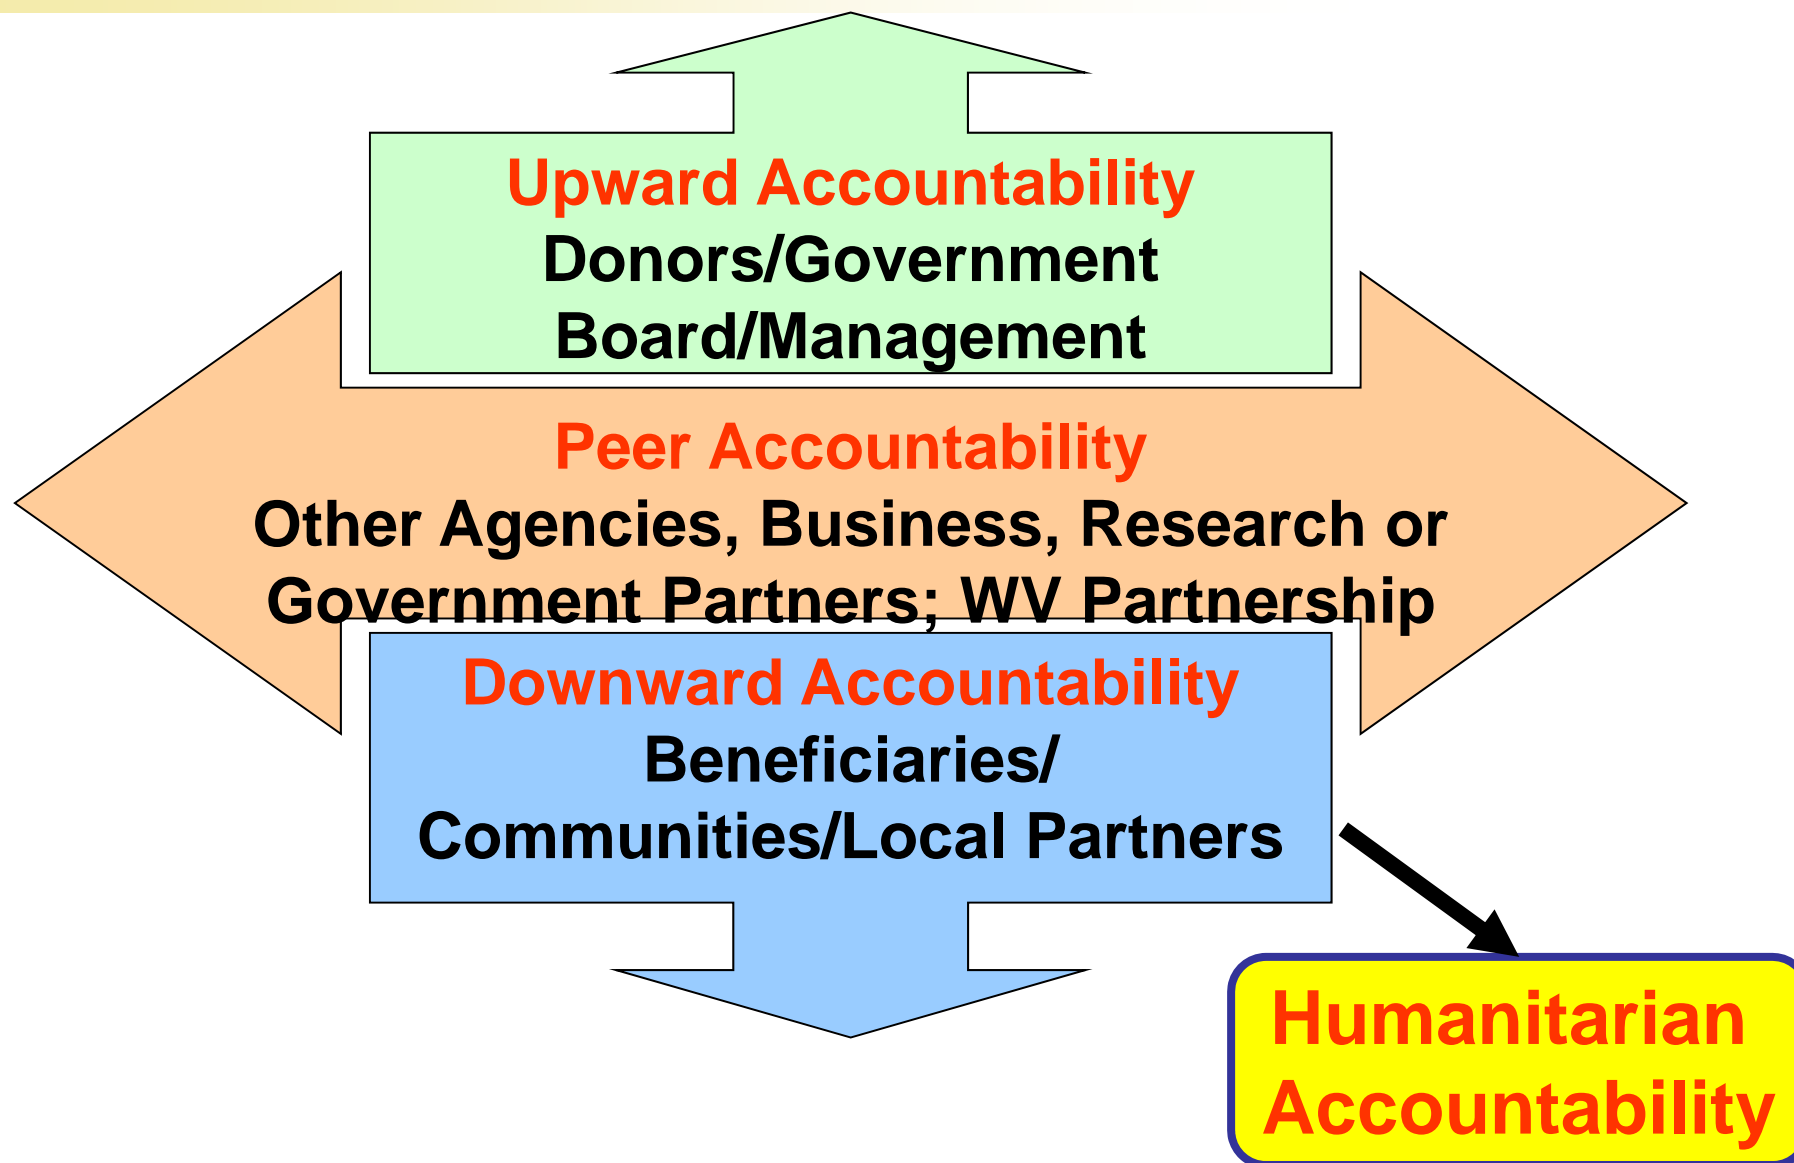 Upward Accountability
Donors/Government
Board/Management
Peer Accountability
Other Agencies, Business, Research or
Government Partners; WV Partnership
Downward Accountability
Beneficiaries/
Communities/Local Partners
Humanitarian
Accountability